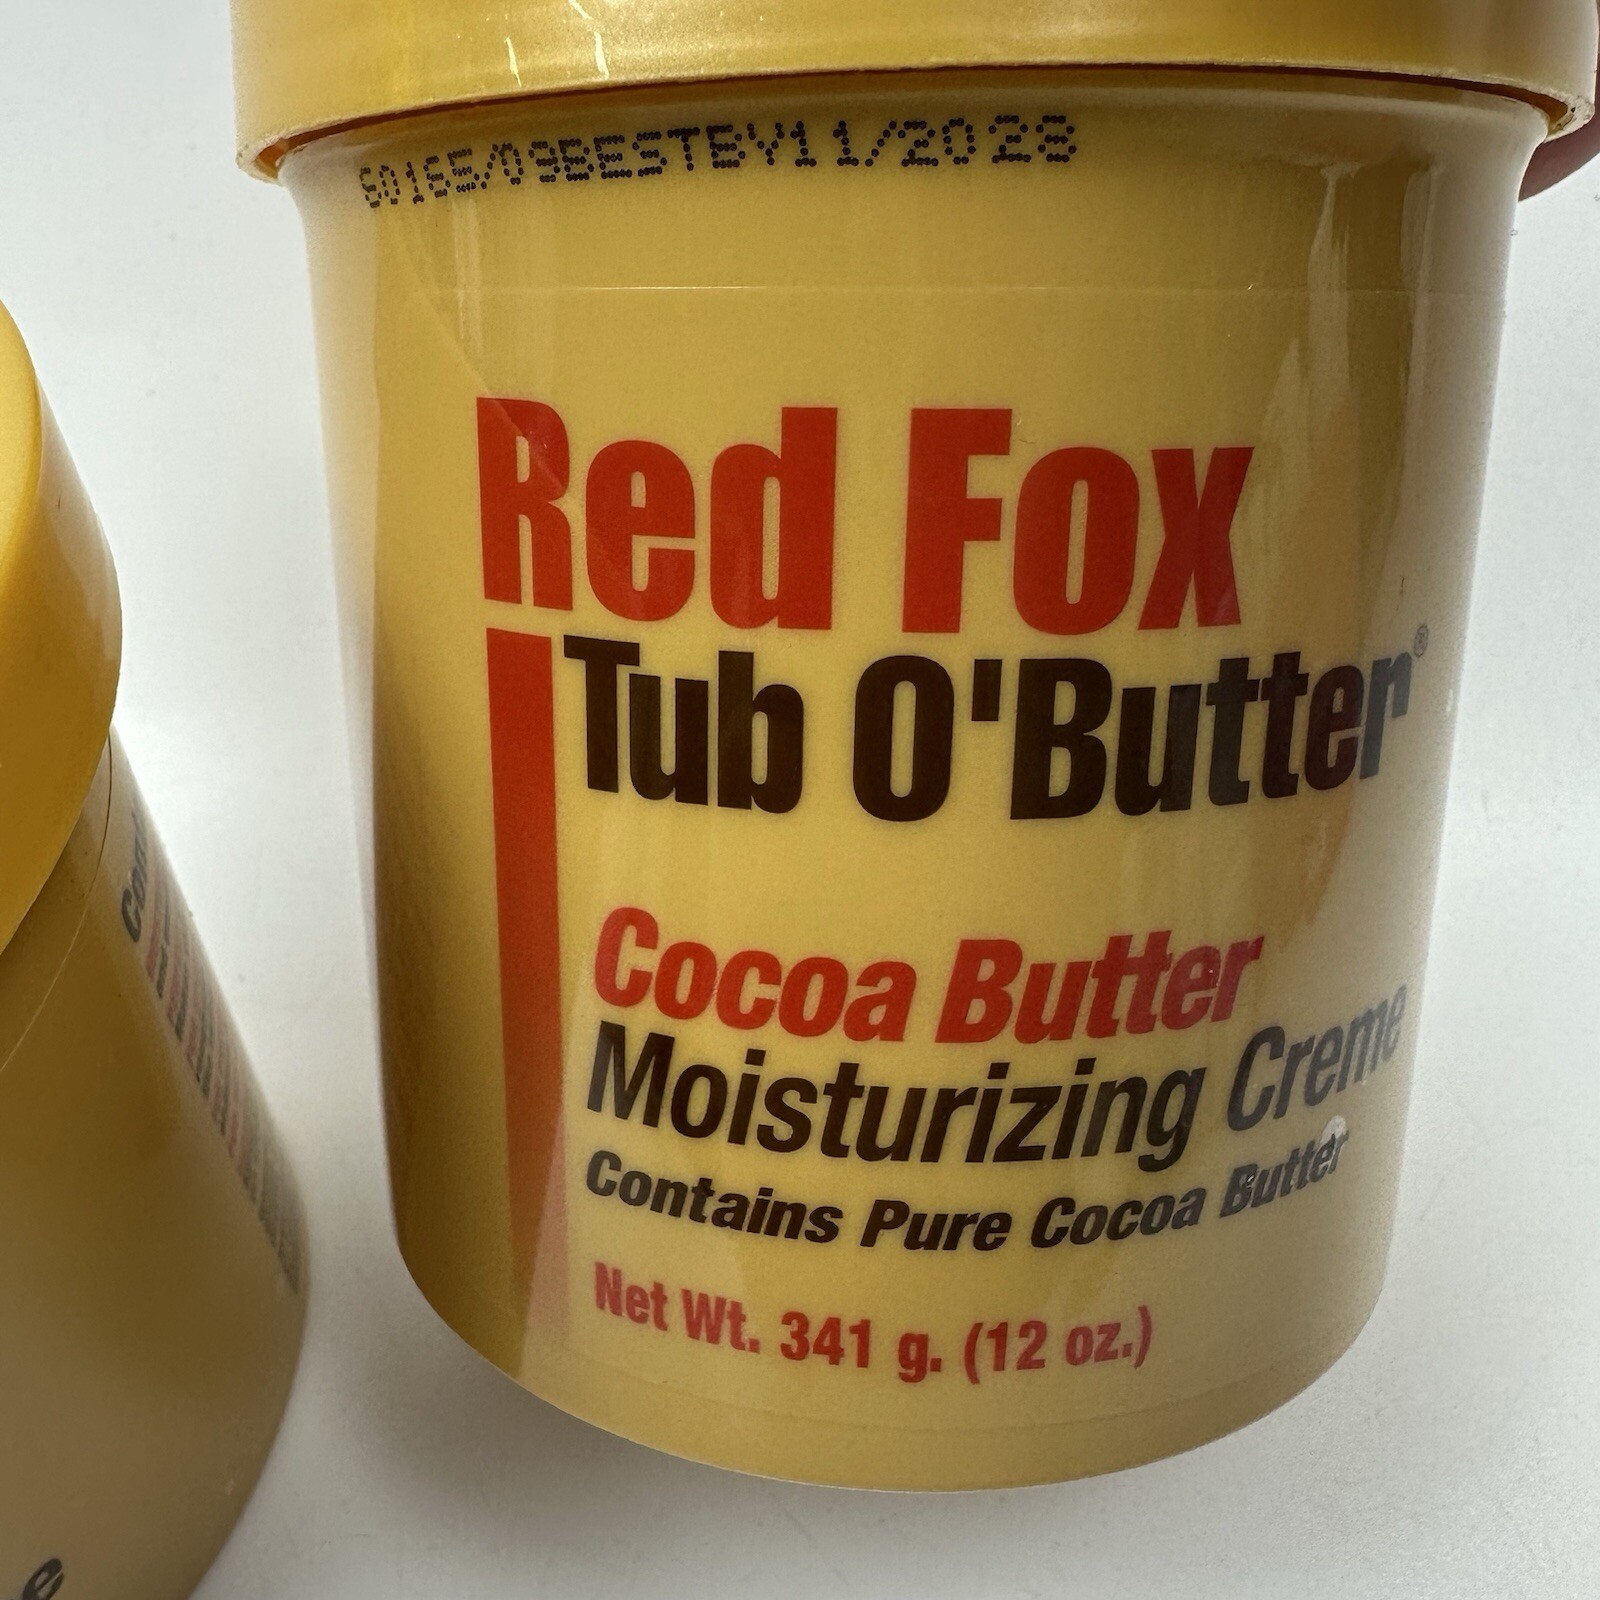 60165/09BESTBY11/2028
Red Fox
Tub O'Butter®
Cocoa Butter
Moisturizing Creme
Contains Pure Cocoa Butter
Net Wt. 341 g. (12 oz.)